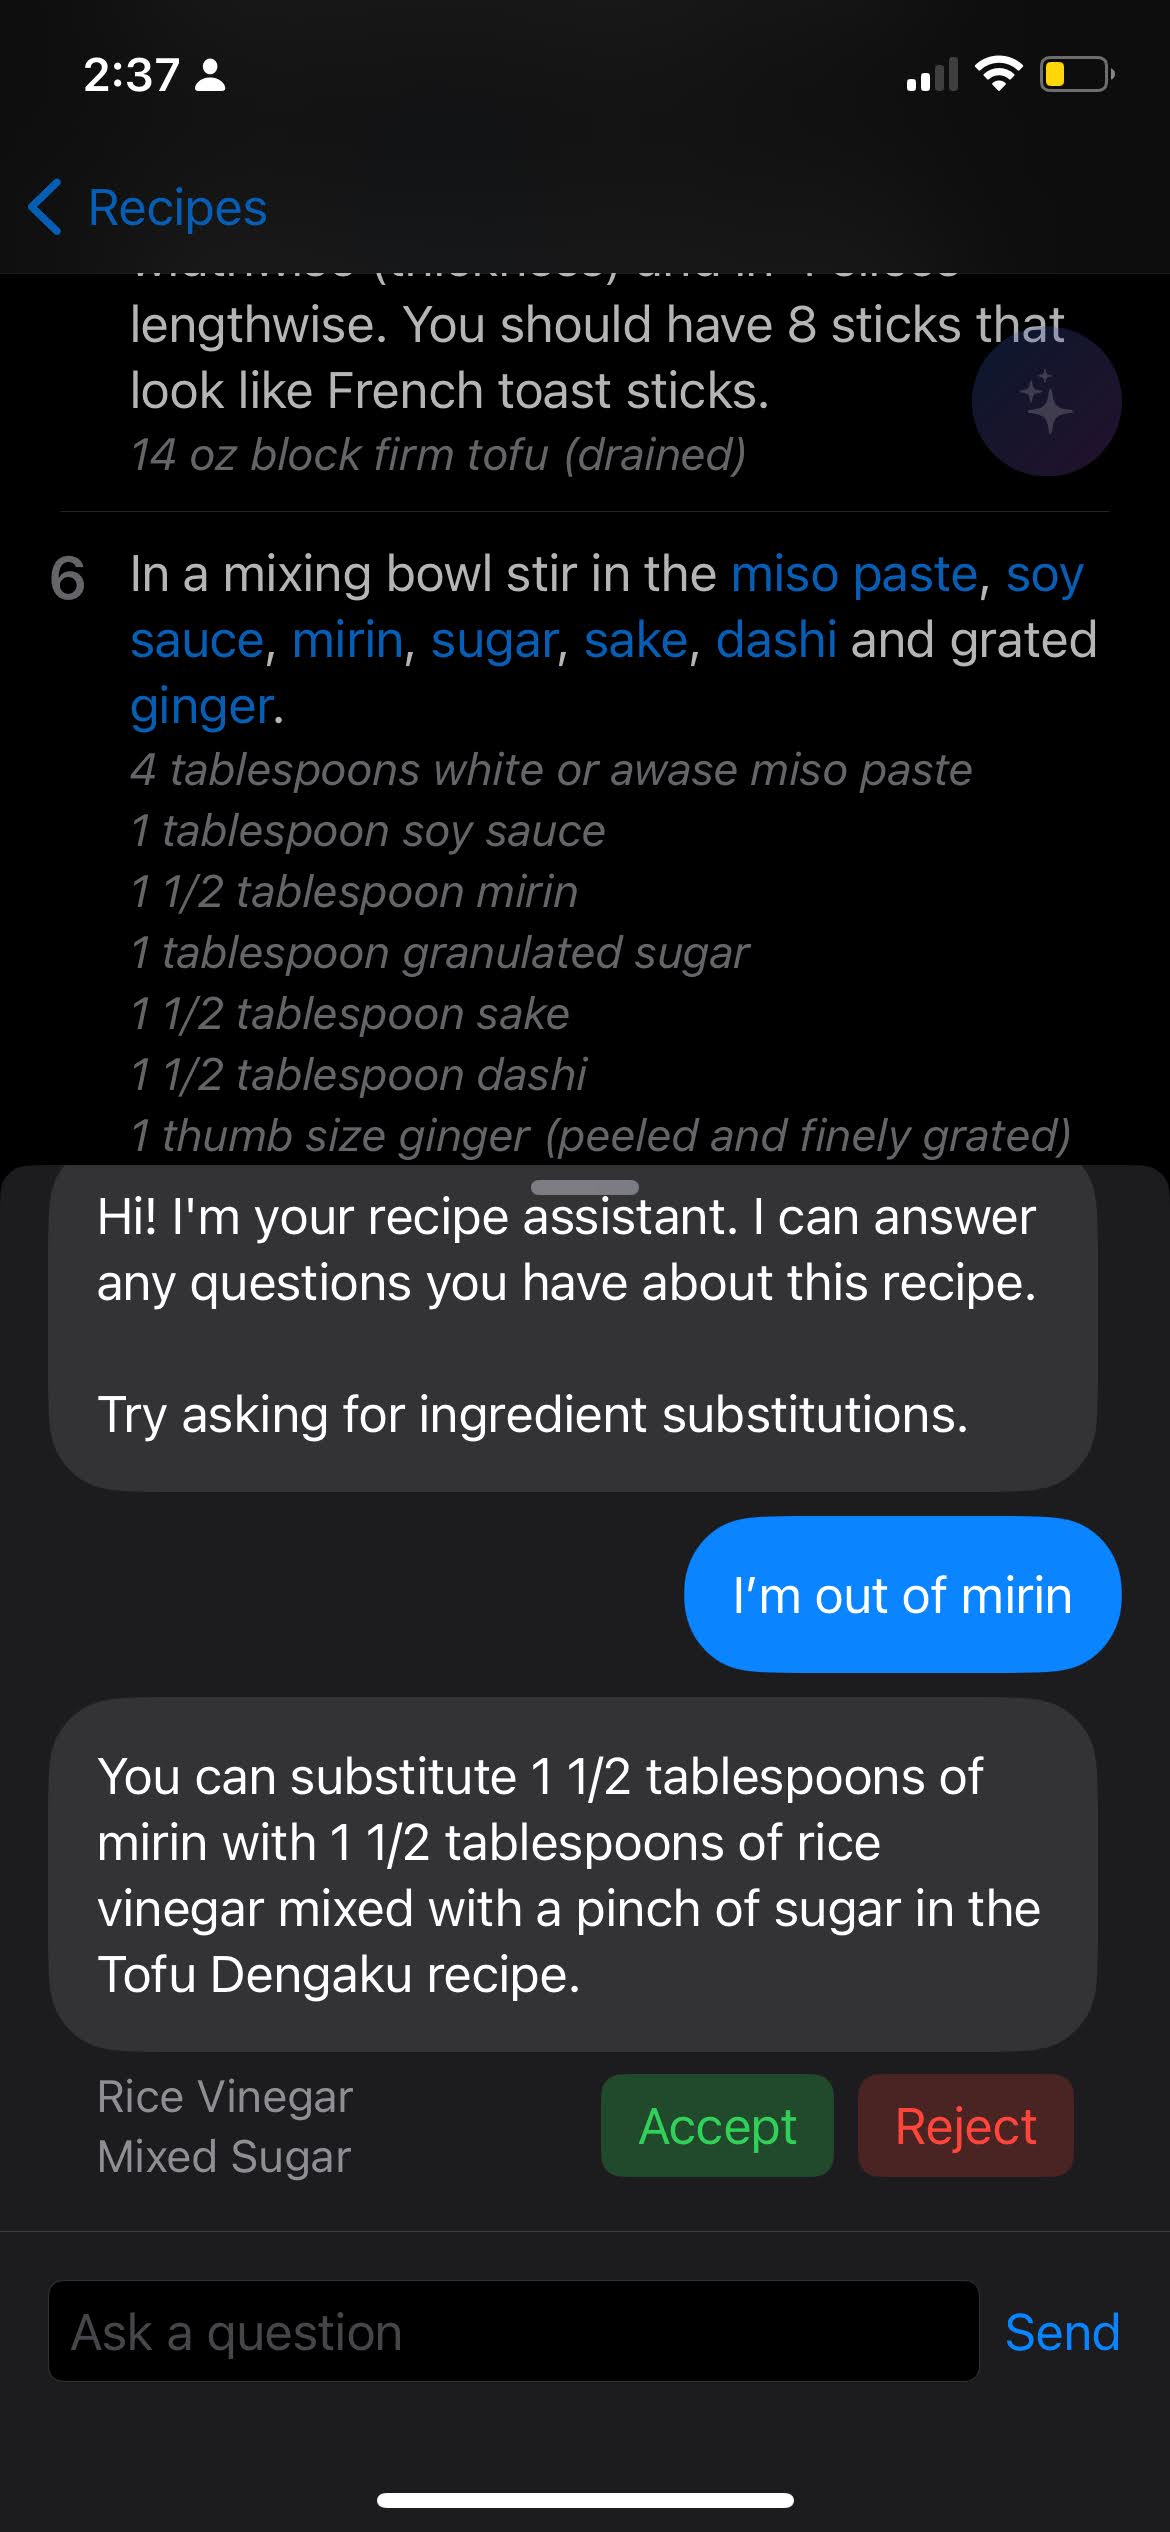 2:37
Recipes
lengthwise. You should have 8 sticks that
look like French toast sticks.
14 oz block firm tofu (drained)
6 In a mixing bowl stir in the miso paste, soy
sauce, mirin, sugar, sake, dashi and grated
ginger.
4 tablespoons white or awase miso paste
1 tablespoon soy sauce
1 1/2 tablespoon mirin
1 tablespoon granulated sugar
1 1/2 tablespoon sake
1 1/2 tablespoon dashi
1 thumb size ginger (peeled and finely grated)
Hi! I'm your recipe assistant. I can answer
any questions you have about this recipe.
Try asking for ingredient substitutions.
I’m out of mirin
You can substitute 1 1/2 tablespoons of
mirin with 1 1/2 tablespoons of rice
vinegar mixed with a pinch of sugar in the
Tofu Dengaku recipe.
Rice Vinegar
Mixed Sugar
Accept Reject
Ask a question Send